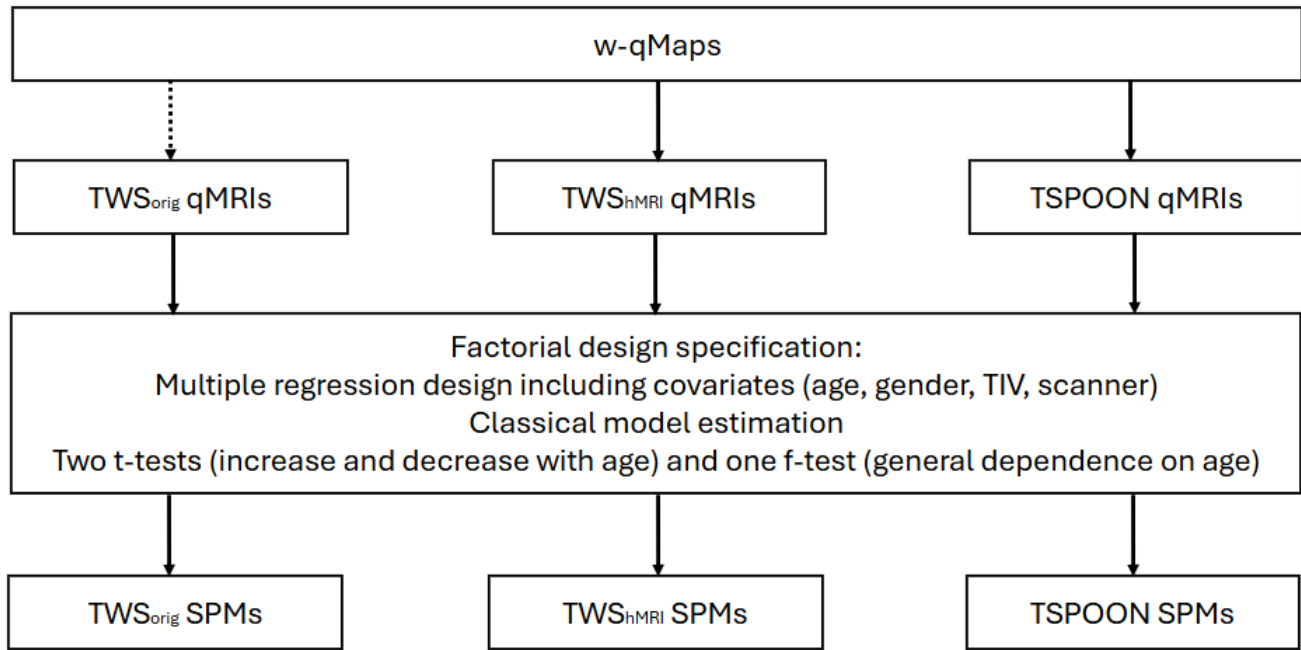 w-qMaps
TWSorig qMRIs
TWShMRI qMRIs
TSPOON qMRIs
Factorial design specification:
Multiple regression design including covariates (age, gender, TIV, scanner)
Classical model estimation
Two t-tests (increase and decrease with age) and one f-test (general dependence on age)
TWSorig SPMs
TWShMRI SPMs
TSPOON SPMs